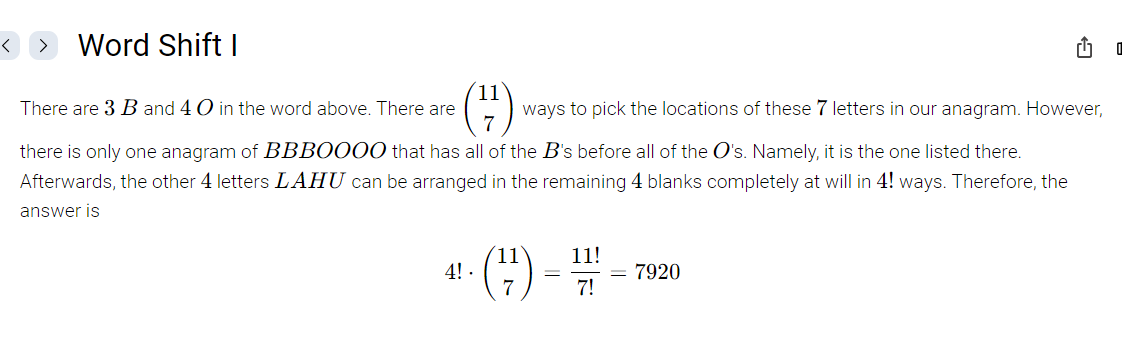 Word Shift I
There are 3 B and 4 O in the word above. There are (11 7) ways to pick the locations of these 7 letters in our anagram. However,
there is only one anagram of BBBOOOO that has all of the B's before all of the O's. Namely, it is the one listed there.
Afterwards, the other 4 letters LAHU can be arranged in the remaining 4 blanks completely at will in 4! ways. Therefore, the
answer is
4! · (11 7) = 11!/7! = 7920